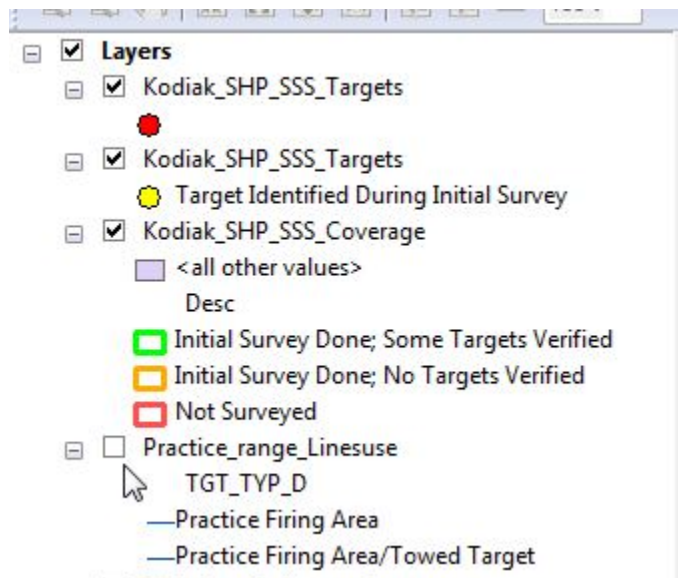 Layers
Kodiak_SHP_SSS_Targets
Kodiak_SHP_SSS_Targets
Target Identified During Initial Survey
Kodiak_SHP_SSS_Coverage
<all other values>
Desc
Initial Survey Done; Some Targets Verified
Initial Survey Done; No Targets Verified
Not Surveyed
Practice_range_Linesuse
TGT_TYP_D
Practice Firing Area
Practice Firing Area/Towed Target